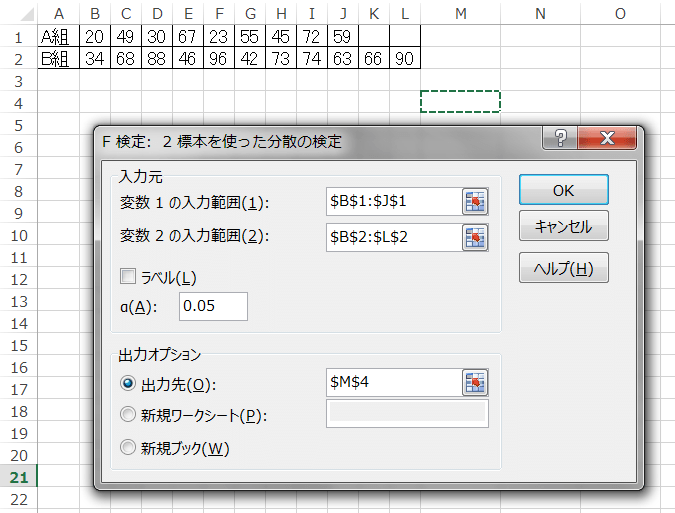 A B C D E F G H I J K L M N O
1 A組 20 49 30 67 23 55 45 72 59
2 B組 34 68 88 46 96 42 73 74 63 66 90
3
4
5
F 検定: 2 標本を使った分散の検定
6
入力元
7
変数 1 の入力範囲(1): $B$1:$J$1 OK
8
9
変数 2 の入力範囲(2): $B$2:$L$2 キャンセル
10
11
ラベル(L) ヘルプ(H)
12
α(A): 0.05
13
14
15
出力オプション
16
出力先(O): $M$4
17
新規ワークシート(P):
18
19
新規ブック(W)
20
21
22